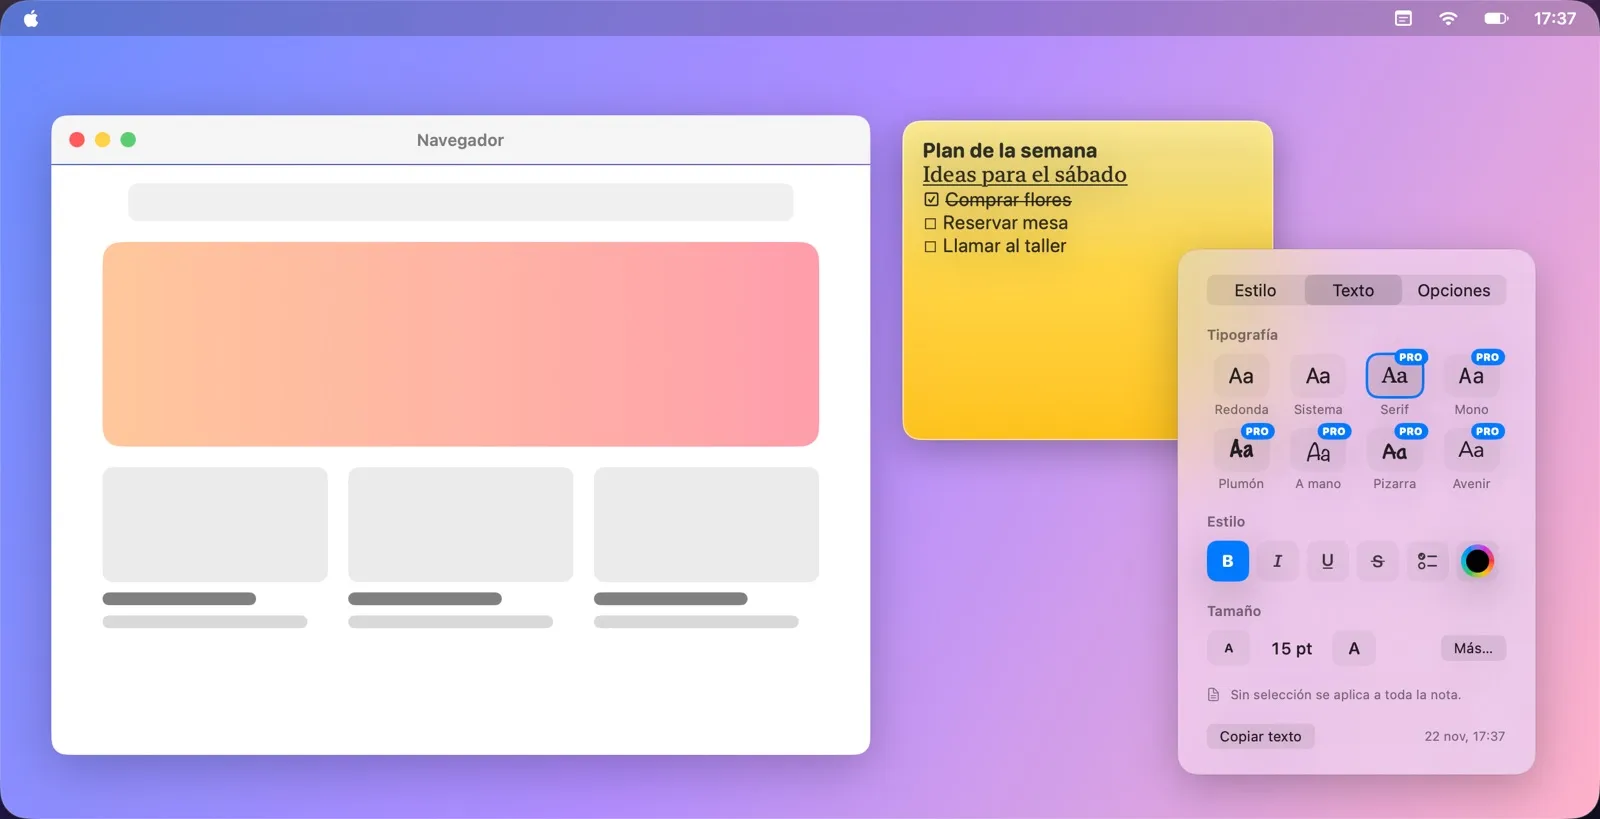 17:37
Navegador
Plan de la semana
Ideas para el sábado
Comprar flores
Reservar mesa
Llamar al taller
Estilo Texto Opciones
Tipografía
PRO PRO
Aa Aa Aa Aa
Redonda Sistema Serif Mono
PRO PRO PRO PRO
Aa Aa Aa Aa
Plumón A mano Pizarra Avenir
Estilo
B I U S
Tamaño
A 15 pt A Más...
Sin selección se aplica a toda la nota.
Copiar texto 22 nov, 17:37